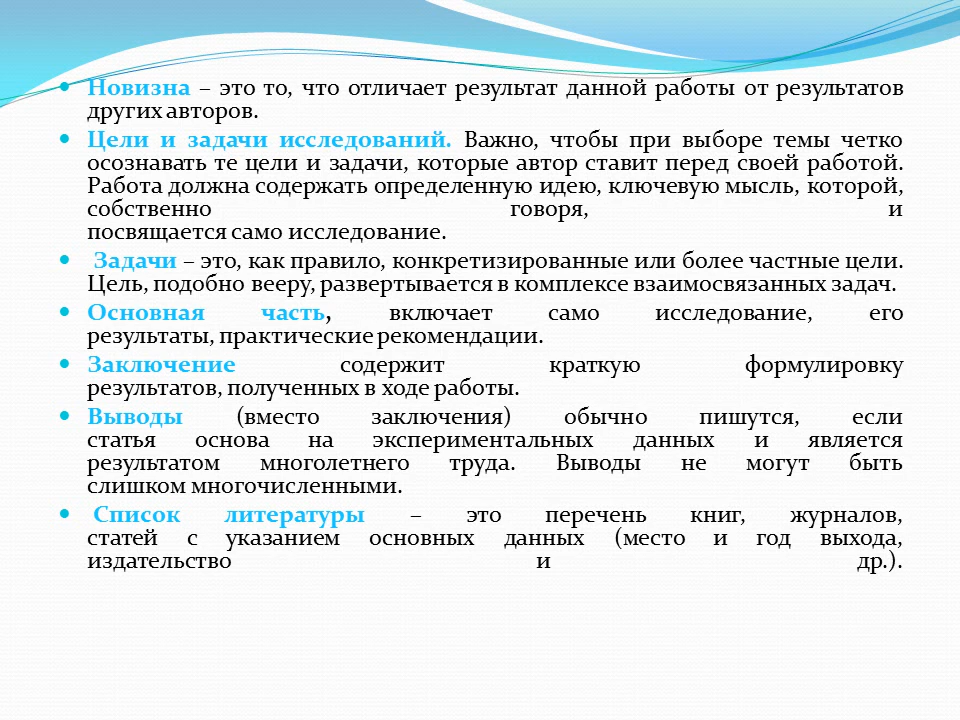 Новизна – это то, что отличает результат данной работы от результатов
других авторов.
Цели и задачи исследований. Важно, чтобы при выборе темы четко
осознавать те цели и задачи, которые автор ставит перед своей работой.
Работа должна содержать определенную идею, ключевую мысль, которой,
собственно говоря, и
посвящается само исследование.
Задачи – это, как правило, конкретизированные или более частные цели.
Цель, подобно вееру, развертывается в комплексе взаимосвязанных задач.
Основная часть, включает само исследование, его
результаты, практические рекомендации.
Заключение содержит краткую формулировку
результатов, полученных в ходе работы.
Выводы (вместо заключения) обычно пишутся, если
статья основа на экспериментальных данных и является
результатом многолетнего труда. Выводы не могут быть
слишком многочисленными.
Список литературы – это перечень книг, журналов,
статей с указанием основных данных (место и год выхода,
издательство и др.).